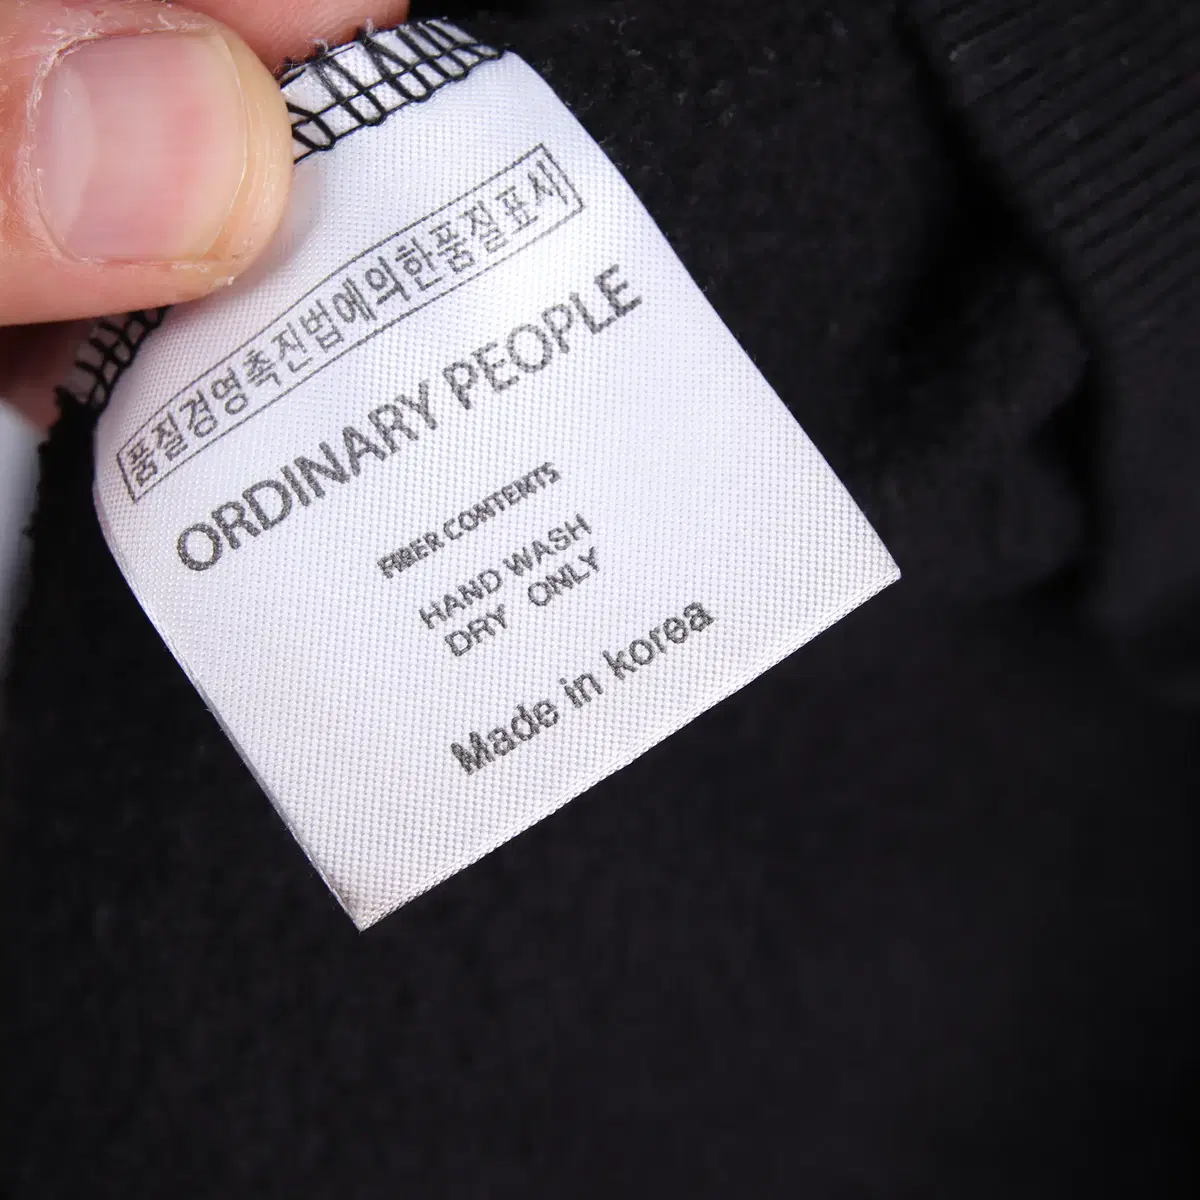 품질경영촉진법에의한품질표시
ORDINARY PEOPLE
FIBER CONTENTS
HAND WASH
DRY ONLY
Made in korea